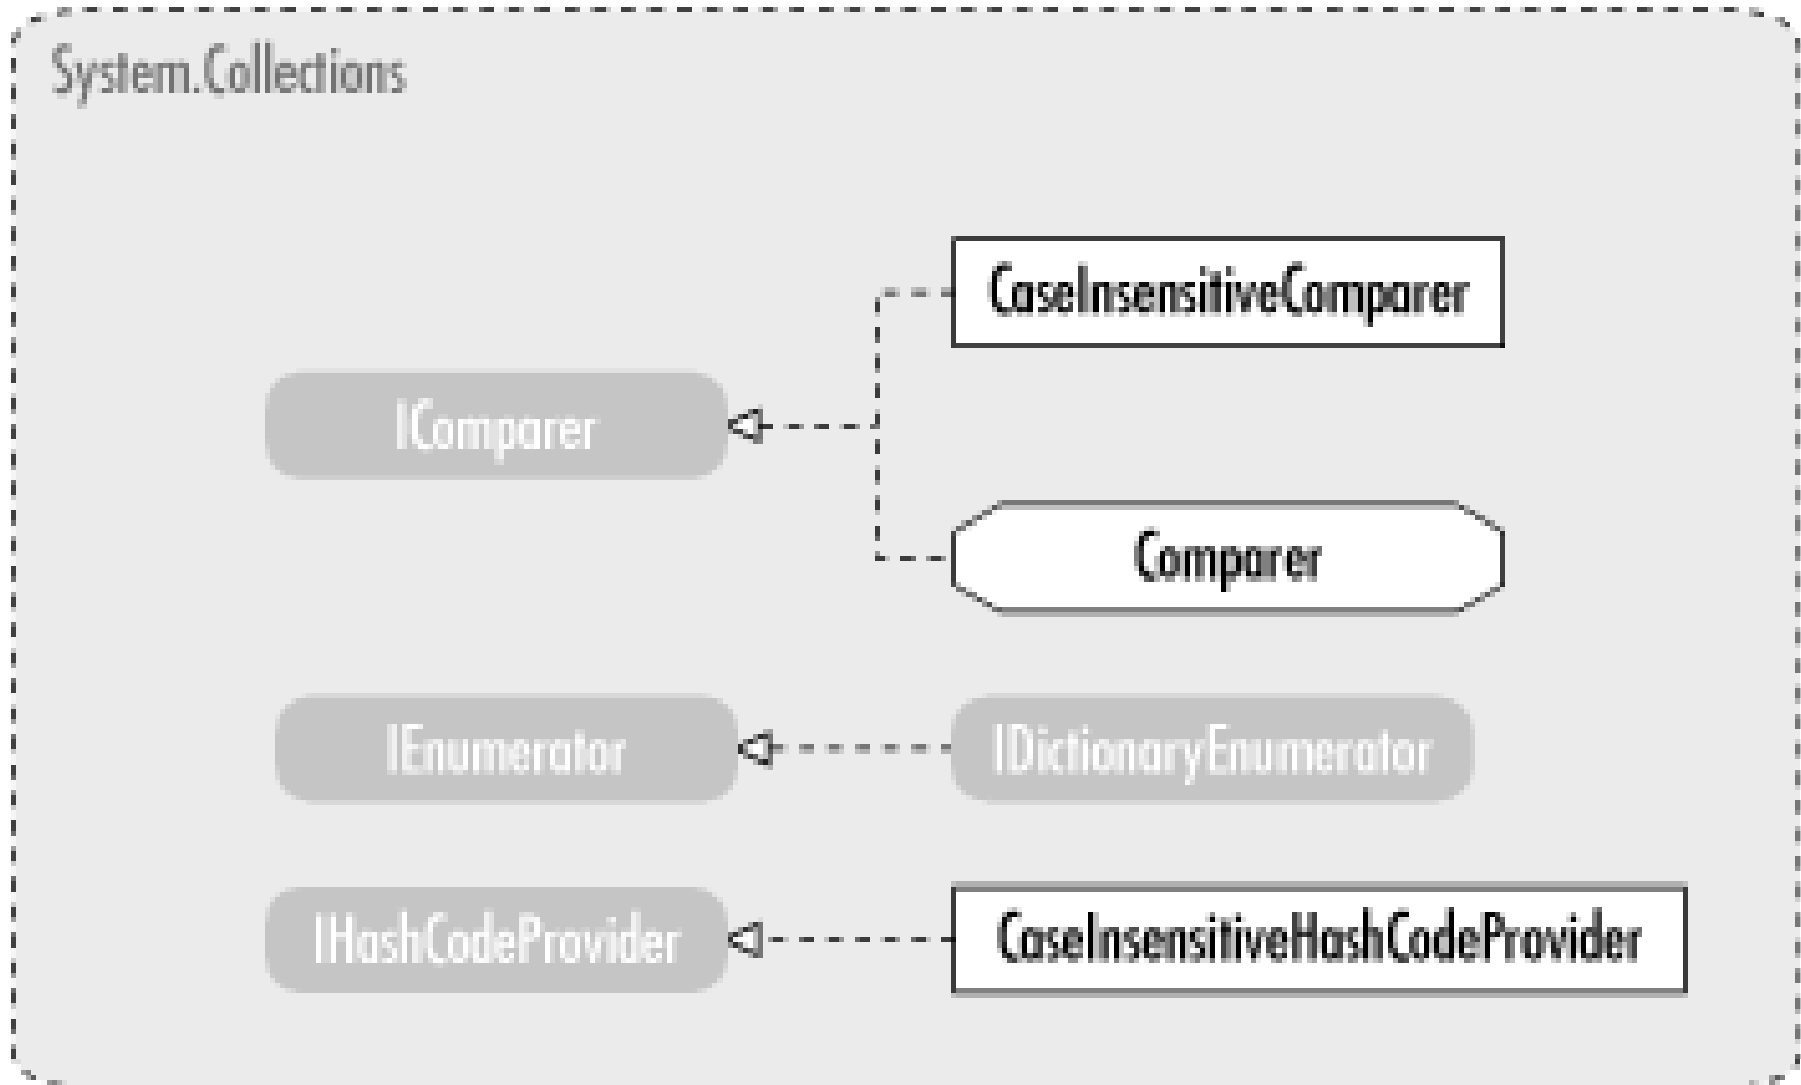 System.Collections
CaseInsensitiveComparer
IComparer
Comparer
IEnumerator
IDictionaryEnumerator
IHashCodeProvider
CaseInsensitiveHashCodeProvider